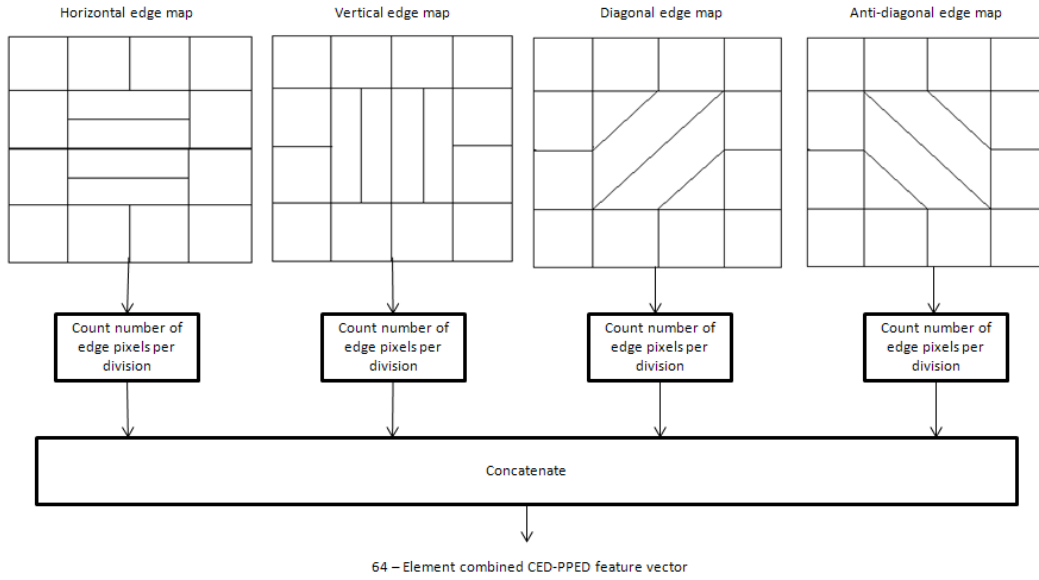 Horizontal edge map
Vertical edge map
Diagonal edge map
Anti-diagonal edge map
Count number of
edge pixels per
division
Count number of
edge pixels per
division
Count number of
edge pixels per
division
Count number of
edge pixels per
division
Concatenate
64 – Element combined CED-PPED feature vector